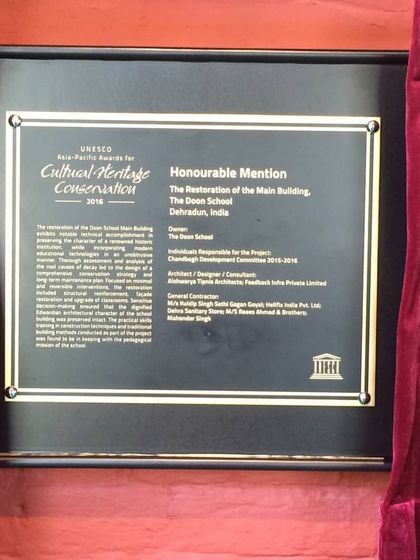 UNESCO
Asia-Pacific Awards for
Cultural Heritage
Conservation
2016
The restoration of the Doon School Main Building
exhibits notable technical accomplishment in
preserving the character of a renowned historic
institution, while incorporating modern
educational technologies in an unobtrusive
manner. Thorough assessment and analysis of
the root causes of decay led to the design of a
comprehensive conservation strategy and
long-term maintenance plan. Focused on minimal
and reversible interventions, the restoration
included structural reinforcement, façade
restoration and upgrade of classrooms. Sensitive
decision-making ensured that the dignified
Edwardian architectural character of the school
building was preserved intact. The practical skills
training in construction techniques and traditional
building methods conducted as part of the project
was found to be in keeping with the pedagogical
mission of the school.
Honourable Mention
The Restoration of the Main Building,
The Doon School
Dehradun, India
Owner:
The Doon School
Individuals Responsible for the Project:
Chandbagh Development Committee 2015-2016
Architect / Designer / Consultant:
Aishwarya Tipnis Architects; Feedback Infra Private Limited
General Contractor:
M/s Kuldip Singh Sethi Gagan Goyal; Helifix India Pvt. Ltd;
Dehra Sanitary Store; M/S Raees Ahmad & Brothers;
Mahender Singh